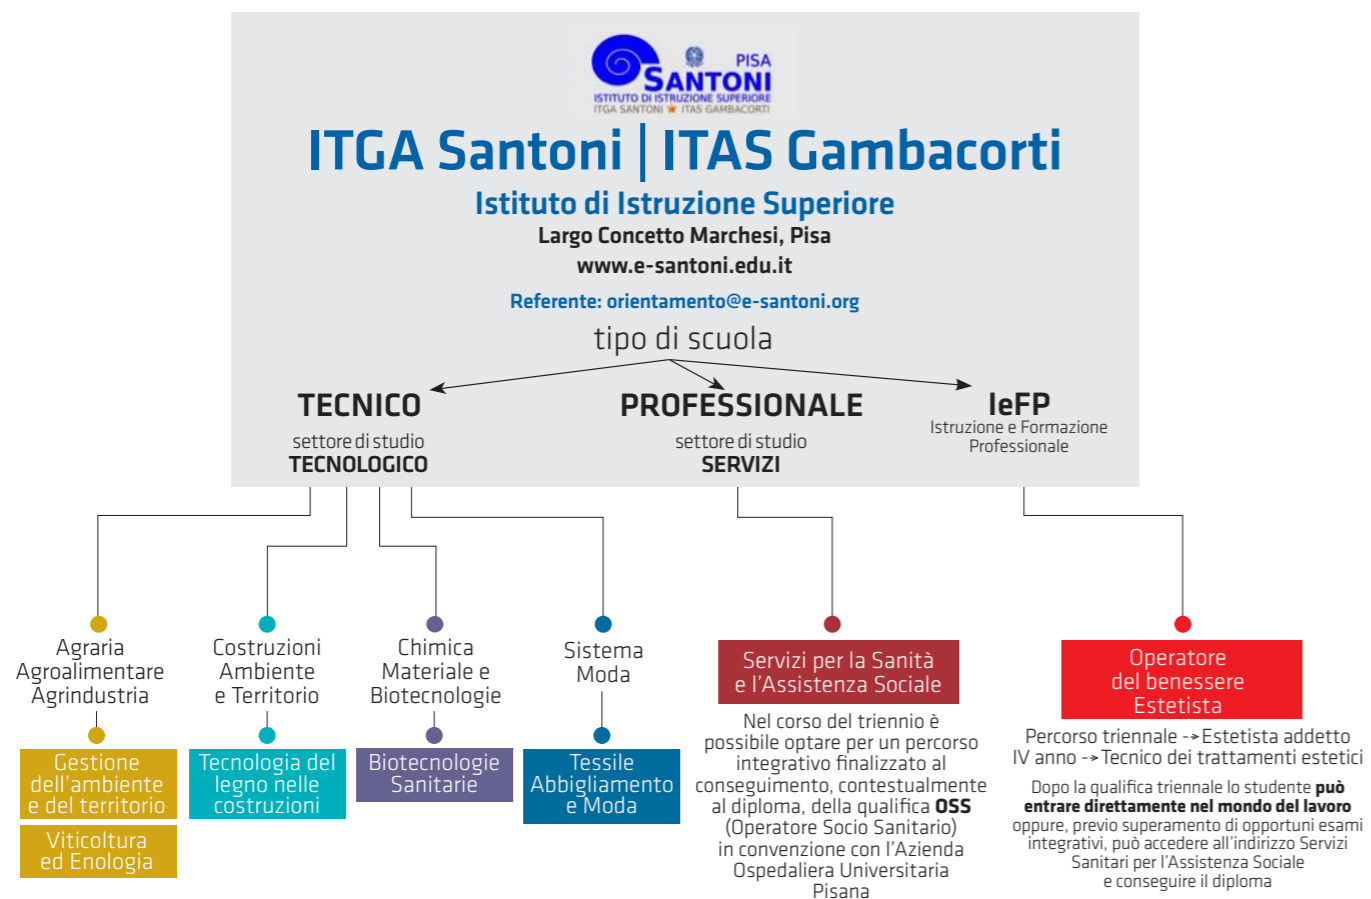 PISA
SANTONI
ISTITUTO DI ISTRUZIONE SUPERIORE
ITGA SANTONI ★ ITAS GAMBACORTI
ITGA Santoni | ITAS Gambacorti
Istituto di Istruzione Superiore
Largo Concetto Marchesi, Pisa
www.e-santoni.edu.it
Referente: orientamento@e-santoni.org
tipo di scuola
TECNICO
settore di studio
TECNOLOGICO
PROFESSIONALE
settore di studio
SERVIZI
IeFP
Istruzione e Formazione
Professionale
Agraria
Agroalimentare
Agrindustria
Gestione
dell'ambiente
e del territorio
Viticoltura
ed Enologia
Costruzioni
Ambiente
e Territorio
Tecnologia del
legno nelle
costruzioni
Chimica
Materiale e
Biotecnologie
Biotecnologie
Sanitarie
Sistema
Moda
Tessile
Abbigliamento
e Moda
Servizi per la Sanità
e l'Assistenza Sociale
Nel corso del triennio è
possibile optare per un percorso
integrativo finalizzato al
conseguimento, contestualmente
al diploma, della qualifica OSS
(Operatore Socio Sanitario)
in convenzione con l'Azienda
Ospedaliera Universitaria
Pisana
Operatore
del benessere
Estetista
Percorso triennale -➝ Estetista addetto
IV anno -➝ Tecnico dei trattamenti estetici
Dopo la qualifica triennale lo studente può
entrare direttamente nel mondo del lavoro
oppure, previo superamento di opportuni esami
integrativi, può accedere all'indirizzo Servizi
Sanitari per l'Assistenza Sociale
e conseguire il diploma